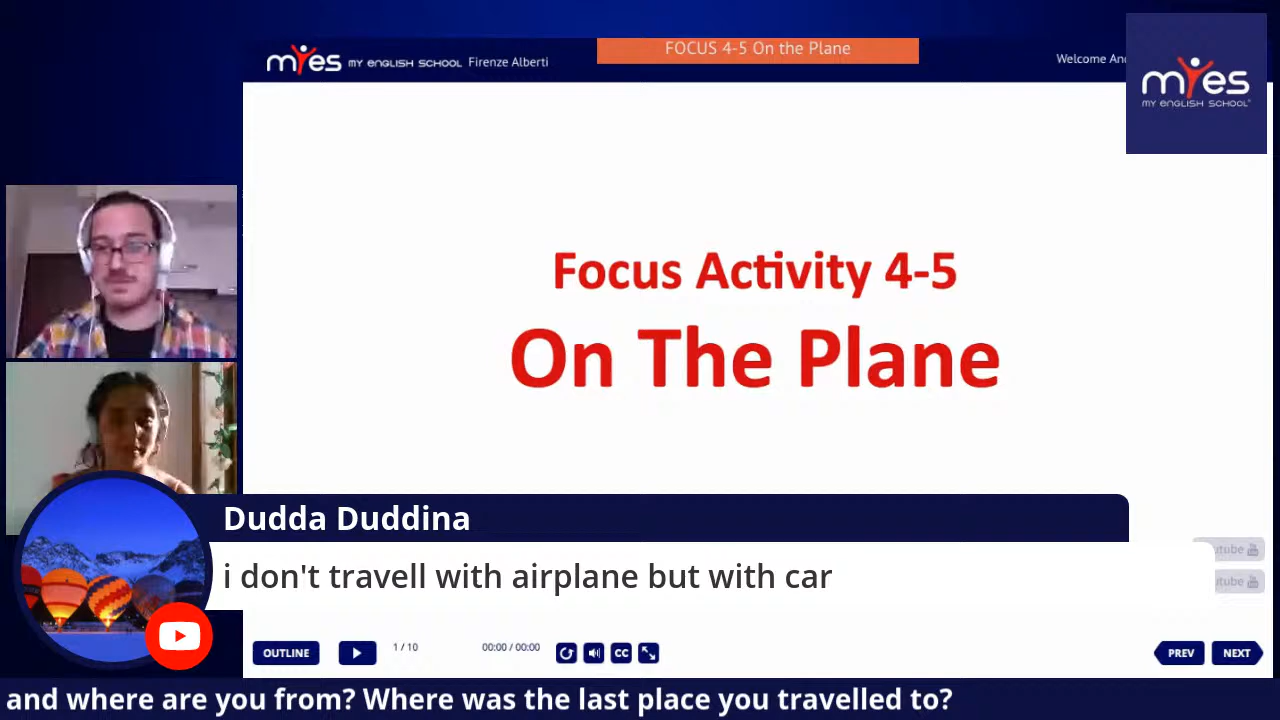 myes MY ENGLISH SCHOOL Firenze Alberti
FOCUS 4-5 On the Plane
Welcome
myes
MY ENGLISH SCHOOL
Focus Activity 4-5
On The Plane
Dudda Duddina
i don't travell with airplane but with car
OUTLINE
1 / 10
00:00 / 00:00
CC
PREV
NEXT
and where are you from? Where was the last place you travelled to?